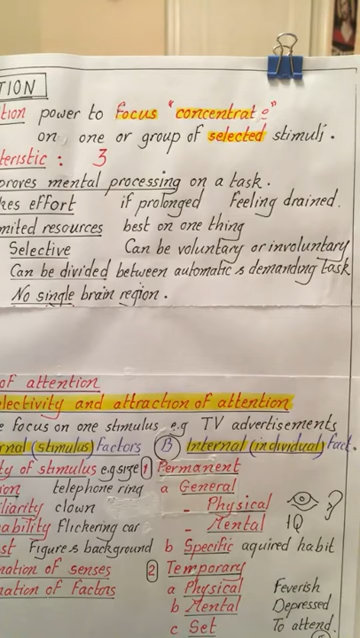 TION
tion power to focus "concentrate"
on one or group of selected stimuli.
teristic : 3
proves mental processing on a task.
kes effort if prolonged Feeling drained.
mited resources best on one thing
Selective Can be voluntary or involuntary
Can be divided between automatic & demanding task
No single brain region.
of attention
electivity and attraction of attention
e focus on one stimulus e.g TV advertisements
rnal (stimulus) factors B Internal (individual) fact.
ty of stimulus e.g size 1 Permanent
ion telephone ring a General
iliarity clown - Physical
ability Flickering car - Mental IQ
st Figure & background b Specific aquired habit
nation of senses 2 Temporary
nation of factors a Physical Feverish
b Mental Depressed
c Set To attend